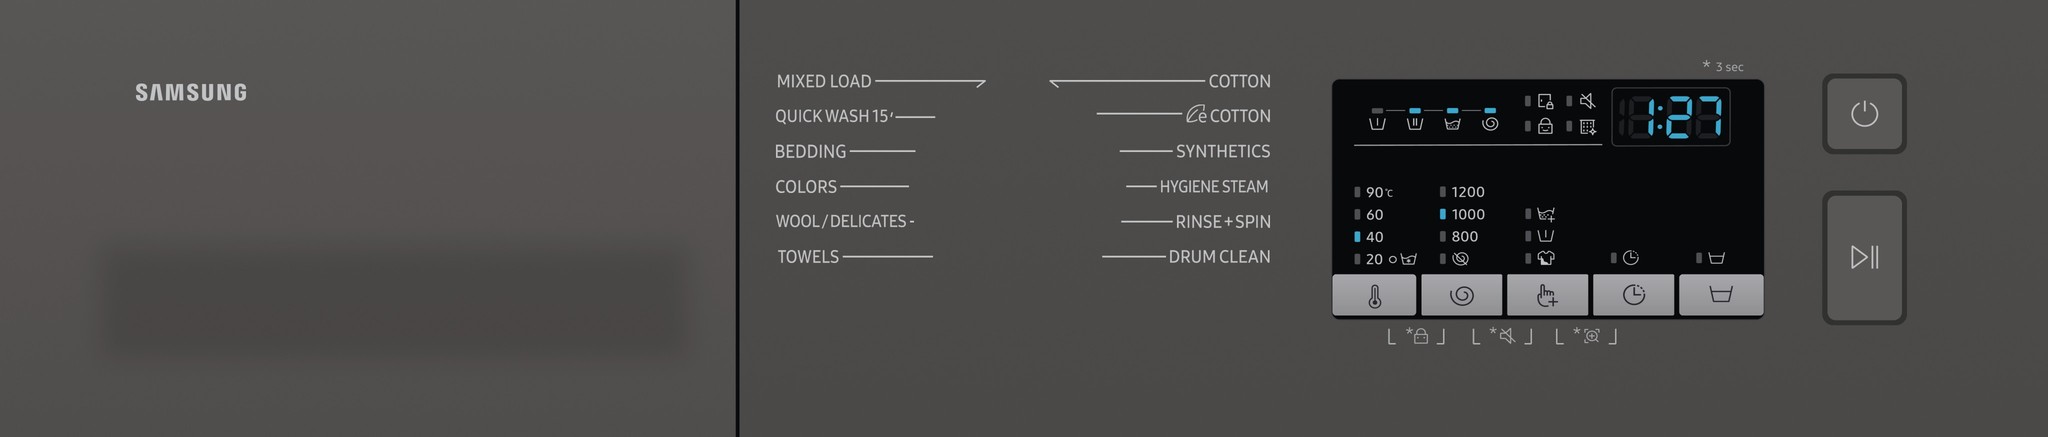 SAMSUNG
MIXED LOAD
QUICK WASH 15'
BEDDING
COLORS
WOOL/DELICATES
TOWELS
COTTON
e COTTON
SYNTHETICS
HYGIENE STEAM
RINSE+SPIN
DRUM CLEAN
* 3 sec
1:27
90°C
60
40
20
1200
1000
800
*
*
*